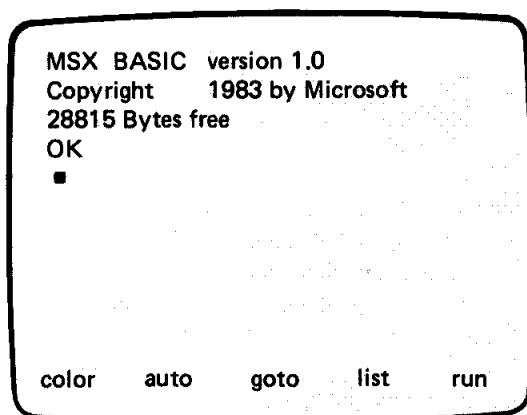 MSX BASIC version 1.0
Copyright 1983 by Microsoft
28815 Bytes free
OK
color auto goto list run